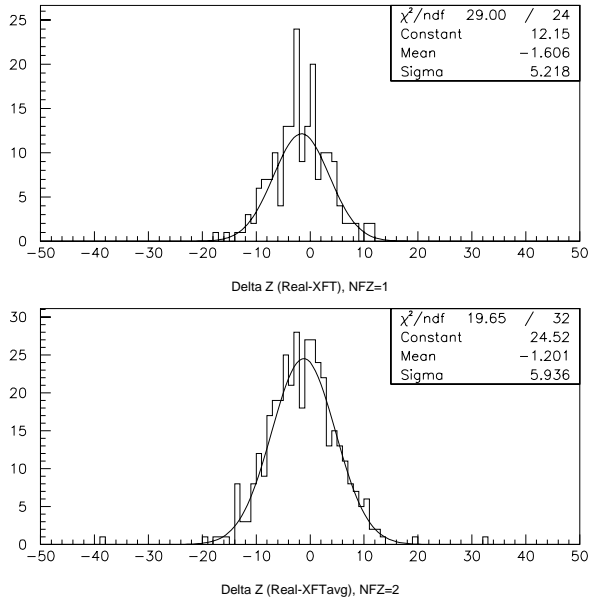 χ²/ndf 29.00 / 24
Constant 12.15
Mean −1.606
Sigma 5.218
25
20
15
10
5
0
−50 −40 −30 −20 −10 0 10 20 30 40 50
Delta Z (Real-XFT), NFZ=1
χ²/ndf 19.65 / 32
Constant 24.52
Mean −1.201
Sigma 5.936
30
25
20
15
10
5
0
−50 −40 −30 −20 −10 0 10 20 30 40 50
Delta Z (Real-XFTavg), NFZ=2